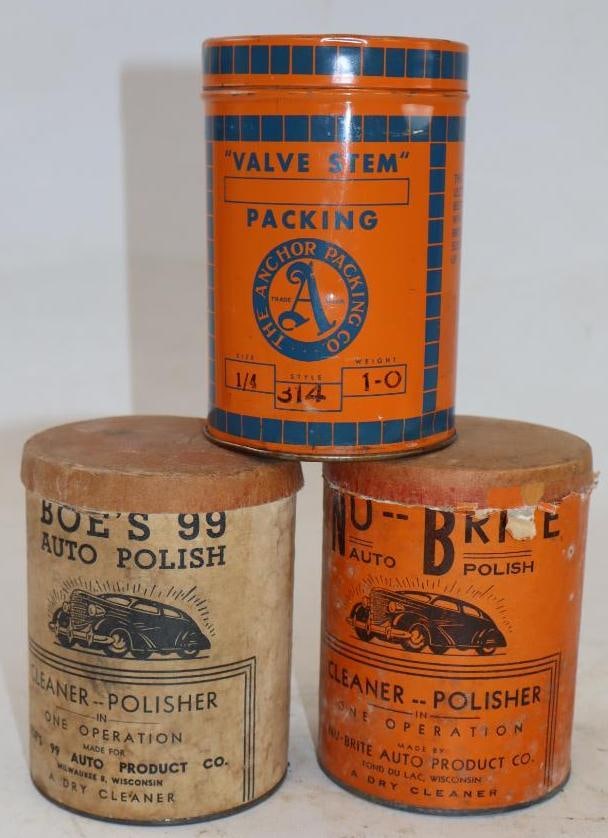 "VALVE STEM"
PACKING
THE ANCHOR PACKING CO.
TRADE A MARK
SIZE STYLE WEIGHT
1/4 314 1-0
BOE'S 99
AUTO POLISH
CLEANER -- POLISHER
IN
ONE OPERATION
MADE FOR
99 AUTO PRODUCT CO.
MILWAUKEE 8, WISCONSIN
A DRY CLEANER
NU -- BRITE
AUTO POLISH
CLEANER -- POLISHER
IN
ONE OPERATION
MADE BY
NU-BRITE AUTO PRODUCT CO.
FOND DU LAC, WISCONSIN
A DRY CLEANER